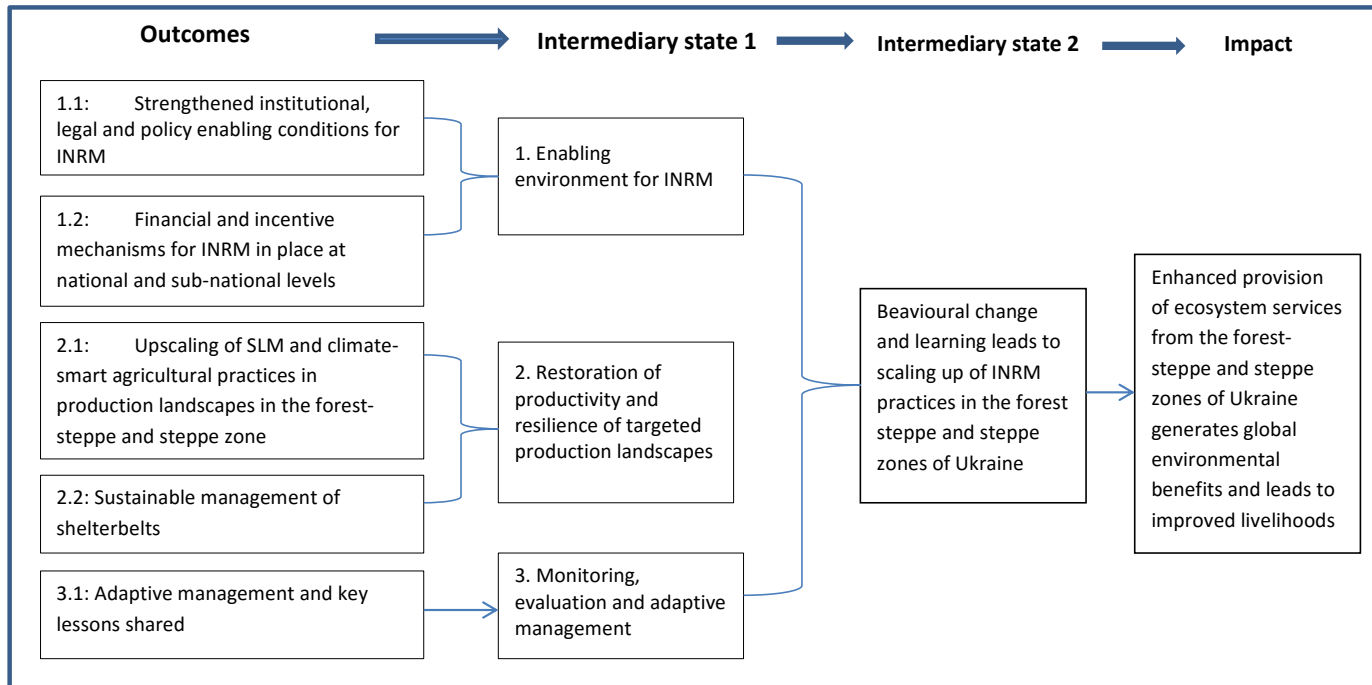 Outcomes
Intermediary state 1
Intermediary state 2
Impact
1.1: Strengthened institutional,
legal and policy enabling conditions for
INRM
1.2: Financial and incentive
mechanisms for INRM in place at
national and sub-national levels
2.1: Upscaling of SLM and climate-
smart agricultural practices in
production landscapes in the forest-
steppe and steppe zone
2.2: Sustainable management of
shelterbelts
3.1: Adaptive management and key
lessons shared
1. Enabling
environment for INRM
2. Restoration of
productivity and
resilience of targeted
production landscapes
3. Monitoring,
evaluation and adaptive
management
Beavioural change
and learning leads to
scaling up of INRM
practices in the forest
steppe and steppe
zones of Ukraine
Enhanced provision
of ecosystem services
from the forest-
steppe and steppe
zones of Ukraine
generates global
environmental
benefits and leads to
improved livelihoods